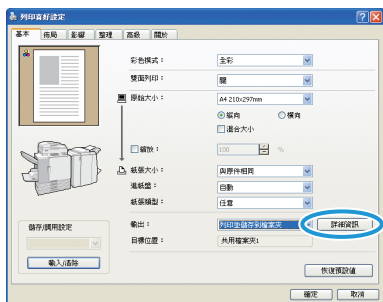 列印喜好設定
基本 佈局 影像 整理 高級 關於
彩色模式： 全彩
雙面列印： 關
原始大小： A4 210x297mm
縱向 橫向
混合大小
縮放： 100 %
紙張大小： 與原件相同
進紙盤： 自動
紙張類型： 任意
儲存/調用設定
輸出： 列印並儲存到檔案夾 詳細資訊
目標位置： 共用檔案夾1
輸入/清除
恢復預設值
確定 取消